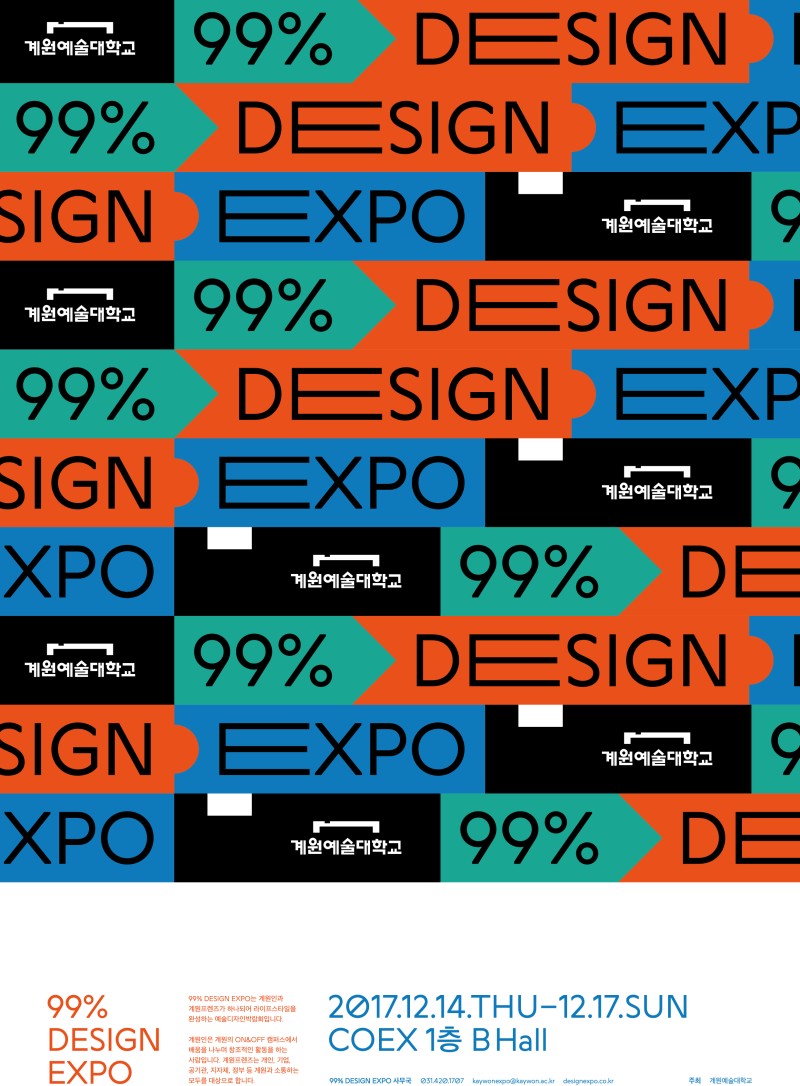 계원예술대학교 99% DESIGN
99% DESIGN EXP
SIGN EXPO 계원예술대학교 9
계원예술대학교 99% DESIGN
99% DESIGN EXP
SIGN EXPO 계원예술대학교 9
XPO 계원예술대학교 99% DE
계원예술대학교 99% DESIGN
SIGN EXPO 계원예술대학교 9
XPO 계원예술대학교 99% DE
99%
DESIGN
EXPO
99% DESIGN EXPO는 계원인과
계원프렌즈가 하나되어 라이프스타일을
완성하는 예술디자인박람회입니다.
계원인은 계원의 ON&OFF 캠퍼스에서
배움을 나누며 창조적인 활동을 하는
사람입니다. 계원프렌즈는 개인, 기업,
공기관, 지자체, 정부 등 계원과 소통하는
모두를 대상으로 합니다.
2017.12.14.THU–12.17.SUN
COEX 1층 B Hall
99% DESIGN EXPO 사무국 031.420.1707 kaywonexpo@kaywon.ac.kr designexpo.co.kr 주최 계원예술대학교